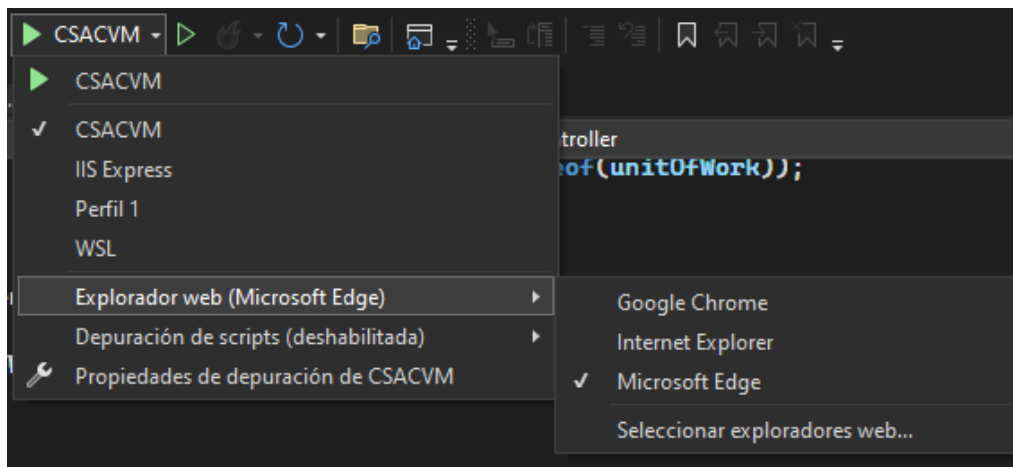 CSACVM
CSACVM
troller
CSACVM
eof(unitOfWork));
IIS Express
Perfil 1
WSL
Explorador web (Microsoft Edge)
Google Chrome
Depuración de scripts (deshabilitada)
Internet Explorer
Propiedades de depuración de CSACVM
Microsoft Edge
Seleccionar exploradores web...